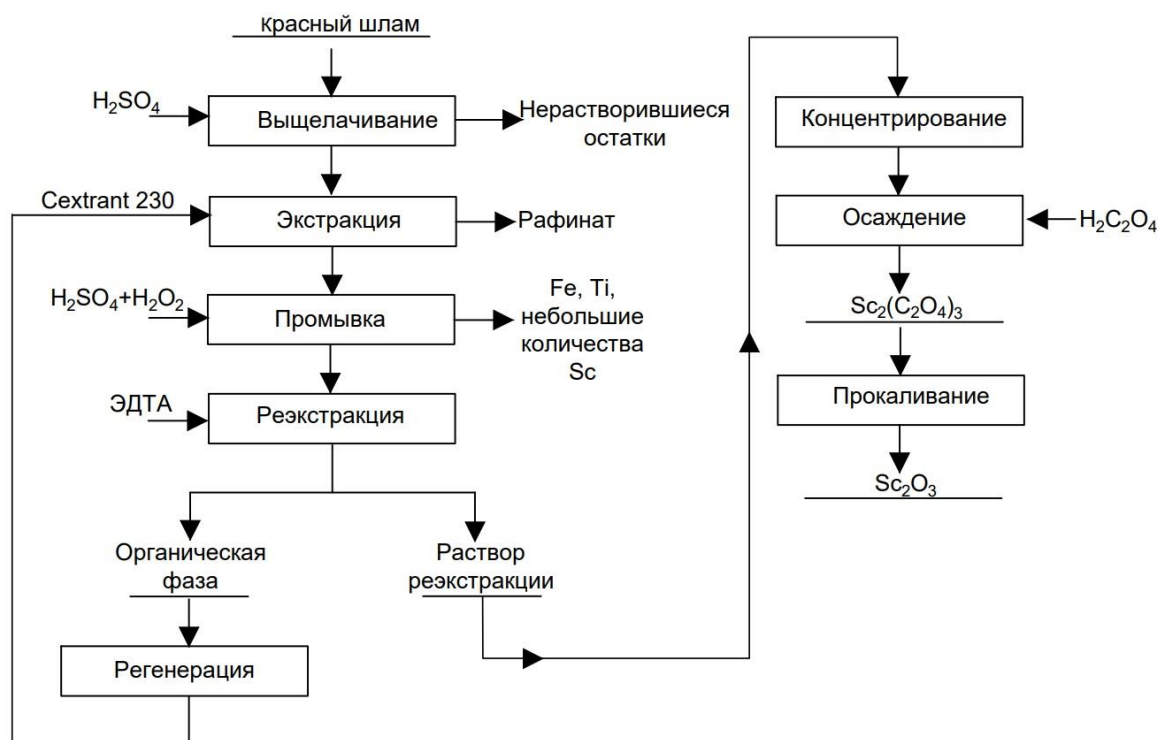 красный шлам
H₂SO₄
Выщелачивание
Нерастворившиеся
остатки
Cextrant 230
Экстракция
Рафинат
H₂SO₄+H₂O₂
Промывка
Fe, Ti,
небольшие
количества
Sc
ЭДТА
Реэкстракция
Органическая
фаза
Раствор
реэкстракции
Регенерация
Концентрирование
Осаждение
H₂C₂O₄
Sc₂(C₂O₄)₃
Прокаливание
Sc₂O₃